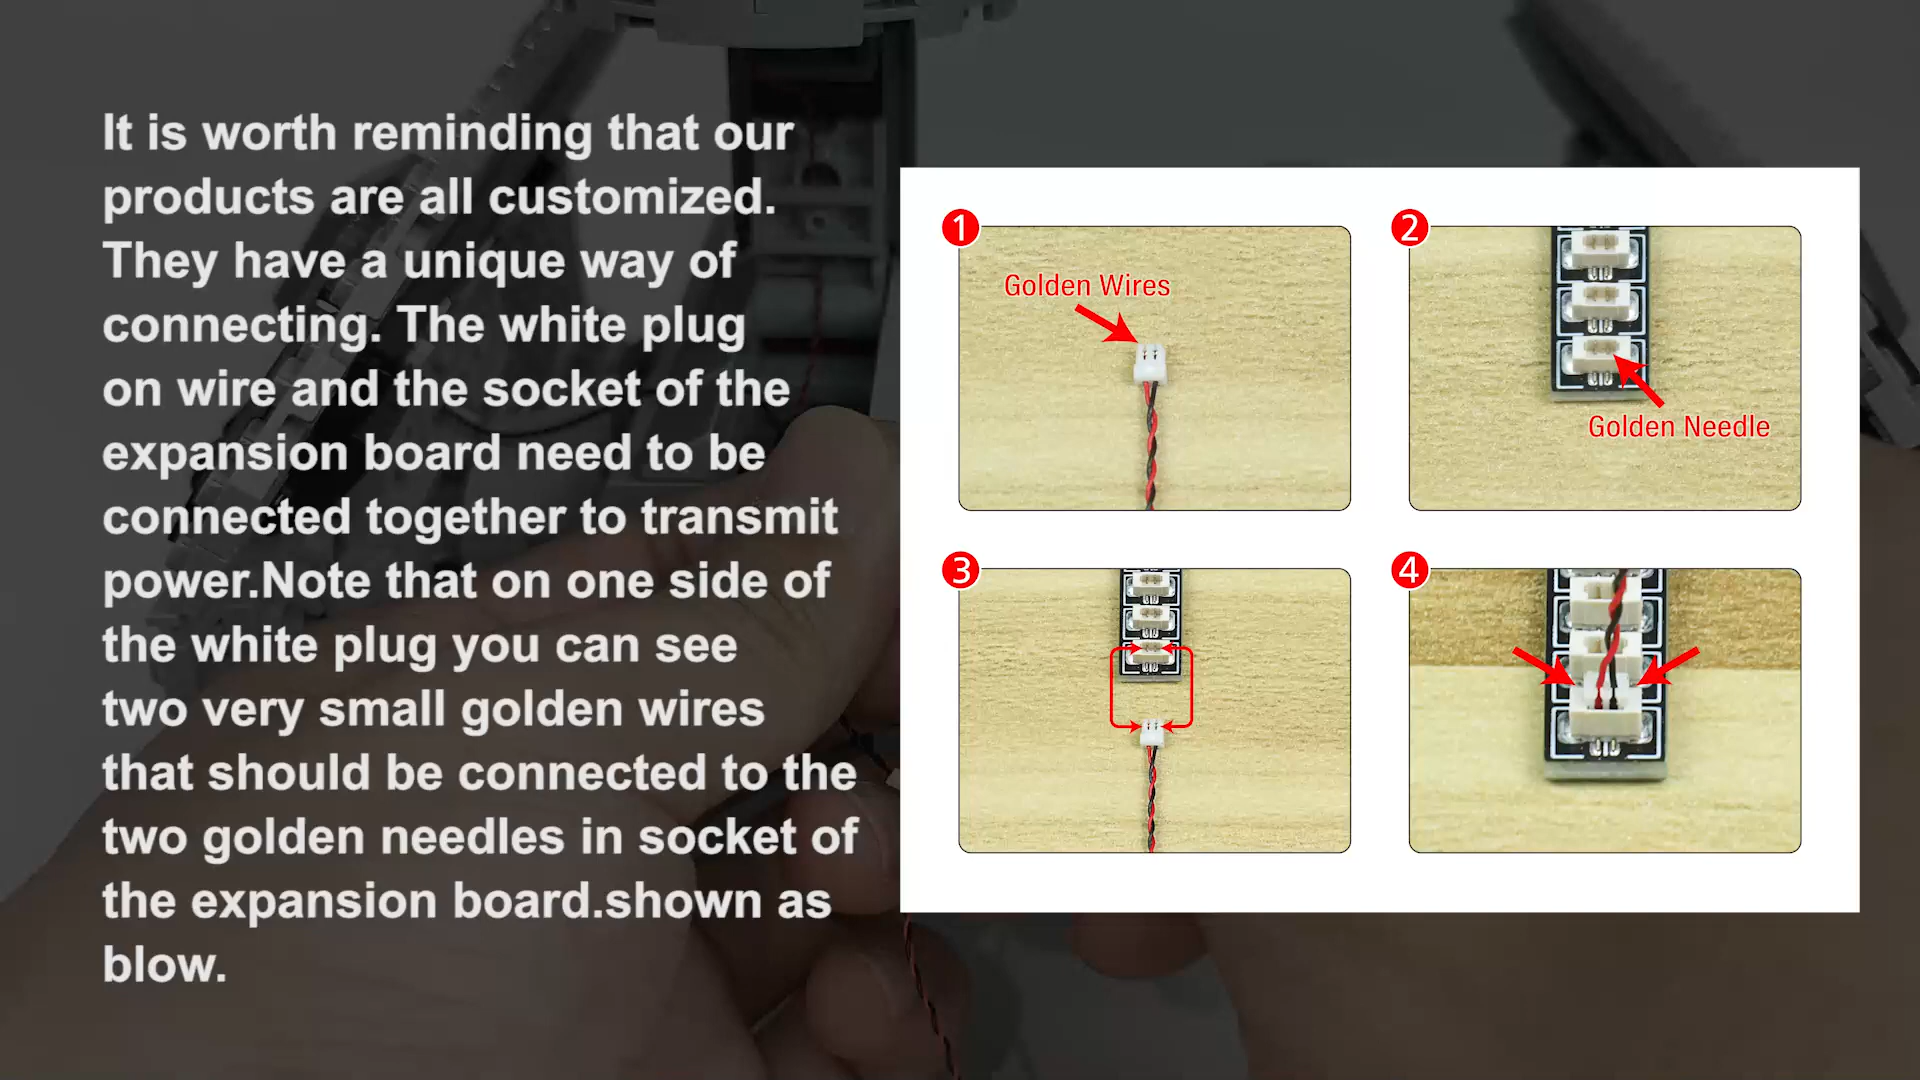 It is worth reminding that our
products are all customized.
They have a unique way of
connecting. The white plug
on wire and the socket of the
expansion board need to be
connected together to transmit
power.Note that on one side of
the white plug you can see
two very small golden wires
that should be connected to the
two golden needles in socket of
the expansion board.shown as
blow.
1
Golden Wires
2
Golden Needle
3
4